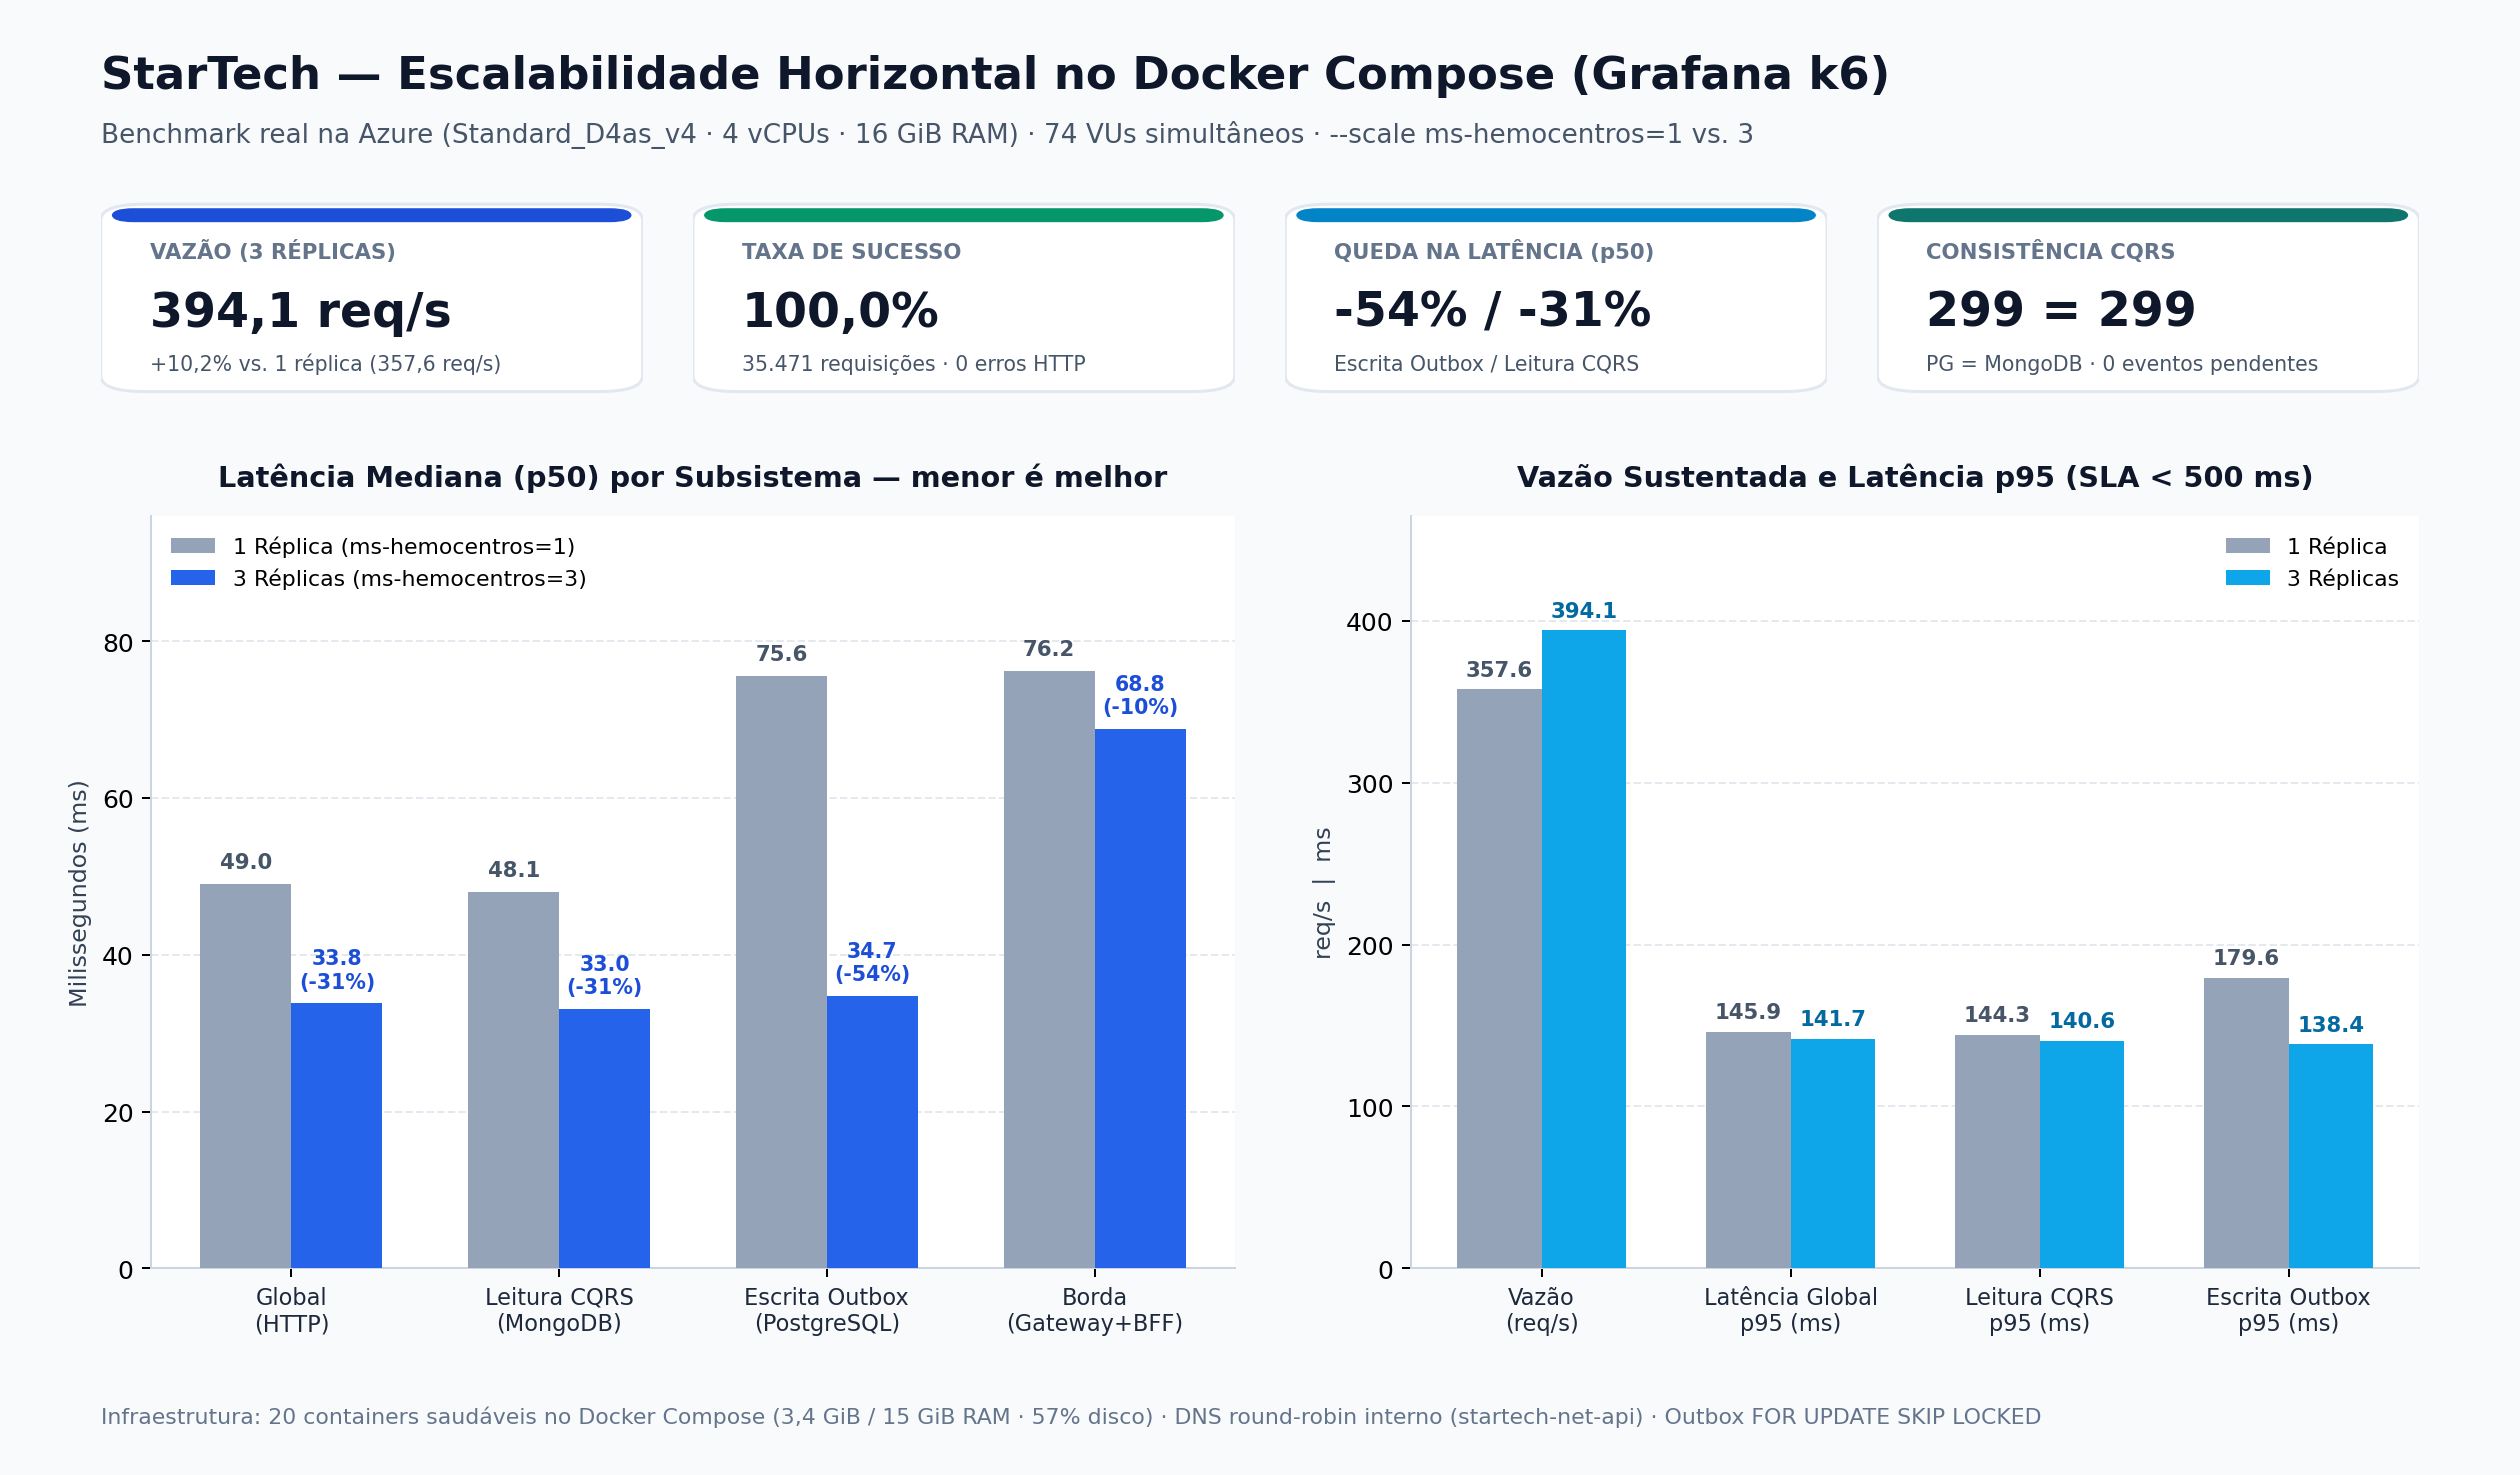 StarTech — Escalabilidade Horizontal no Docker Compose (Grafana k6)
Benchmark real na Azure (Standard_D4as_v4 · 4 vCPUs · 16 GiB RAM) · 74 VUs simultâneos · --scale ms-hemocentros=1 vs. 3
VAZÃO (3 RÉPLICAS)
394,1 req/s
+10,2% vs. 1 réplica (357,6 req/s)
TAXA DE SUCESSO
100,0%
35.471 requisições · 0 erros HTTP
QUEDA NA LATÊNCIA (p50)
-54% / -31%
Escrita Outbox / Leitura CQRS
CONSISTÊNCIA CQRS
299 = 299
PG = MongoDB · 0 eventos pendentes
Latência Mediana (p50) por Subsistema — menor é melhor
1 Réplica (ms-hemocentros=1)
3 Réplicas (ms-hemocentros=3)
Milissegundos (ms)
80
60
40
20
0
49.0
33.8
(-31%)
48.1
33.0
(-31%)
75.6
34.7
(-54%)
76.2
68.8
(-10%)
Global
(HTTP)
Leitura CQRS
(MongoDB)
Escrita Outbox
(PostgreSQL)
Borda
(Gateway+BFF)
Vazão Sustentada e Latência p95 (SLA < 500 ms)
1 Réplica
3 Réplicas
req/s | ms
400
300
200
100
0
357.6
394.1
145.9
141.7
144.3
140.6
179.6
138.4
Vazão
(req/s)
Latência Global
p95 (ms)
Leitura CQRS
p95 (ms)
Escrita Outbox
p95 (ms)
Infraestrutura: 20 containers saudáveis no Docker Compose (3,4 GiB / 15 GiB RAM · 57% disco) · DNS round-robin interno (startech-net-api) · Outbox FOR UPDATE SKIP LOCKED